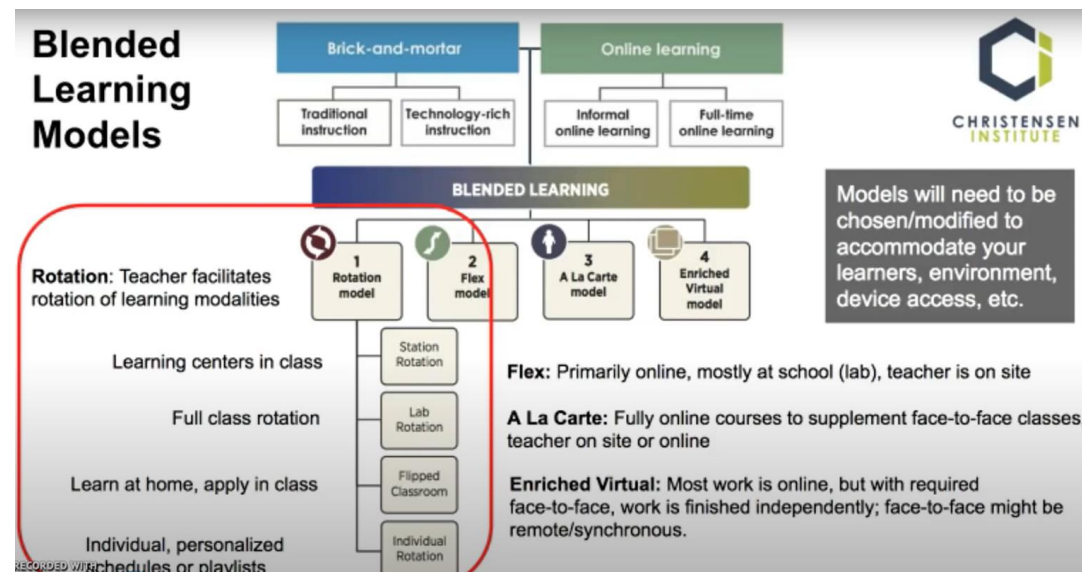 Blended
Learning
Models
Brick-and-mortar
Online learning
Traditional
instruction
Technology-rich
instruction
Informal
online learning
Full-time
online learning
CHRISTENSEN
INSTITUTE
BLENDED LEARNING
Models will need to be
chosen/modified to
accommodate your
learners, environment,
device access, etc.
1
Rotation
model
2
Flex
model
3
A La Carte
model
4
Enriched
Virtual
model
Rotation: Teacher facilitates
rotation of learning modalities
Learning centers in class
Station
Rotation
Full class rotation
Lab
Rotation
Learn at home, apply in class
Flipped
Classroom
Individual, personalized
schedules or playlists
Individual
Rotation
Flex: Primarily online, mostly at school (lab), teacher is on site
A La Carte: Fully online courses to supplement face-to-face classes
teacher on site or online
Enriched Virtual: Most work is online, but with required
face-to-face, work is finished independently; face-to-face might be
remote/synchronous.
RECORDED WITH